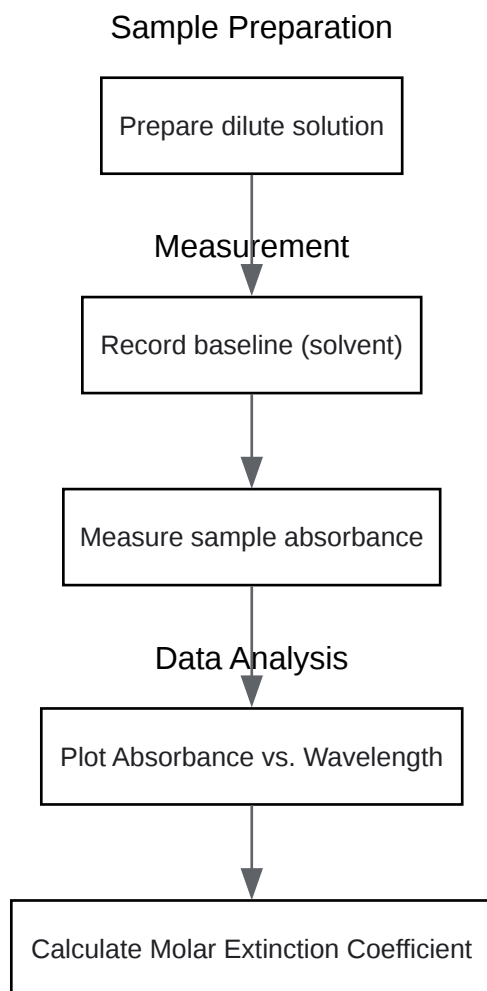 Sample Preparation
Prepare dilute solution
Measurement
Record baseline (solvent)
Measure sample absorbance
Data Analysis
Plot Absorbance vs. Wavelength
Calculate Molar Extinction Coefficient